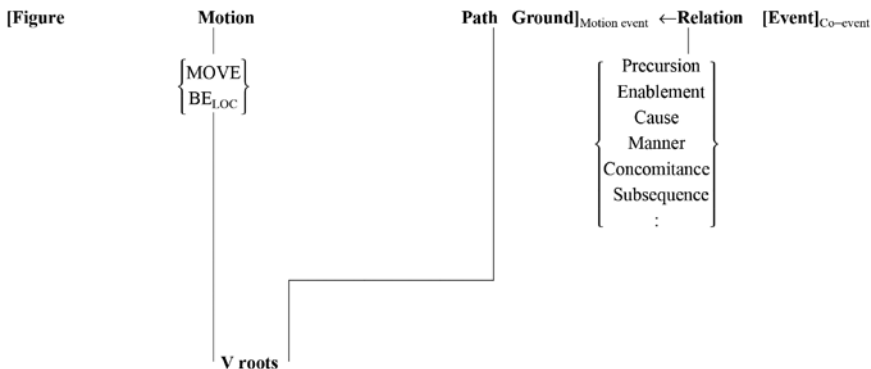 [Figure Motion Path Ground]Motion event ←Relation [Event]Co–event
MOVE
BELOC
Precursion
Enablement
Cause
Manner
Concomitance
Subsequence
:
V roots